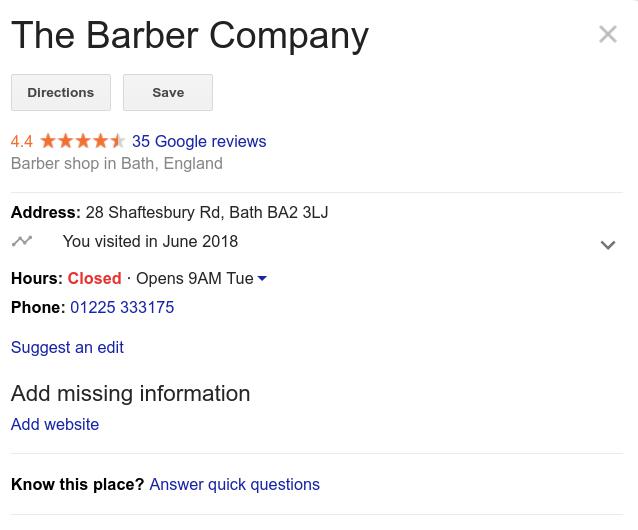 The Barber Company
Directions
Save
4.4 35 Google reviews
Barber shop in Bath, England
Address: 28 Shaftesbury Rd, Bath BA2 3LJ
You visited in June 2018
Hours: Closed · Opens 9AM Tue
Phone: 01225 333175
Suggest an edit
Add missing information
Add website
Know this place? Answer quick questions